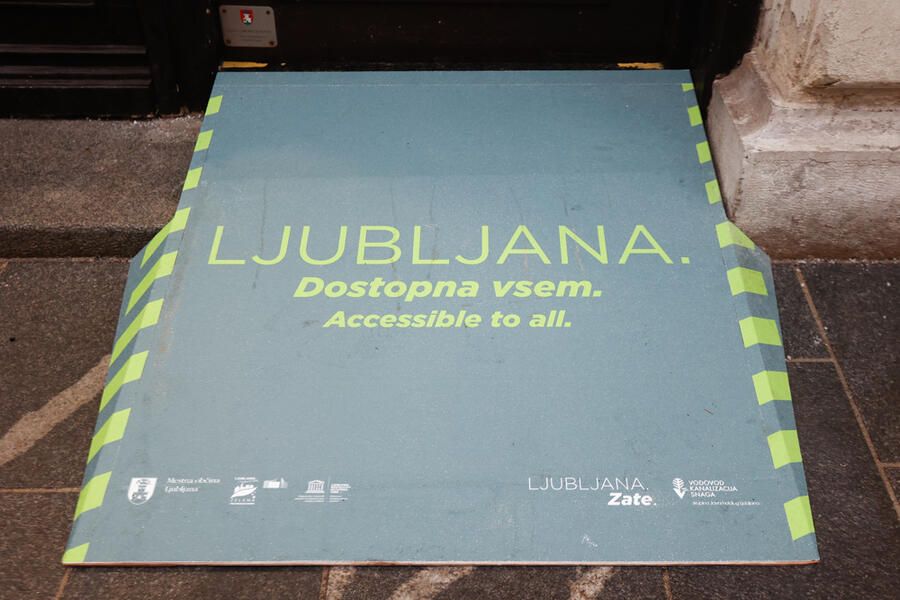 LJUBLJANA.
Dostopna vsem.
Accessible to all.
Mestna občina
Ljubljana
LJUBLJANA.
Zate.
VODOVOD
KANALIZACIJA
SNAGA